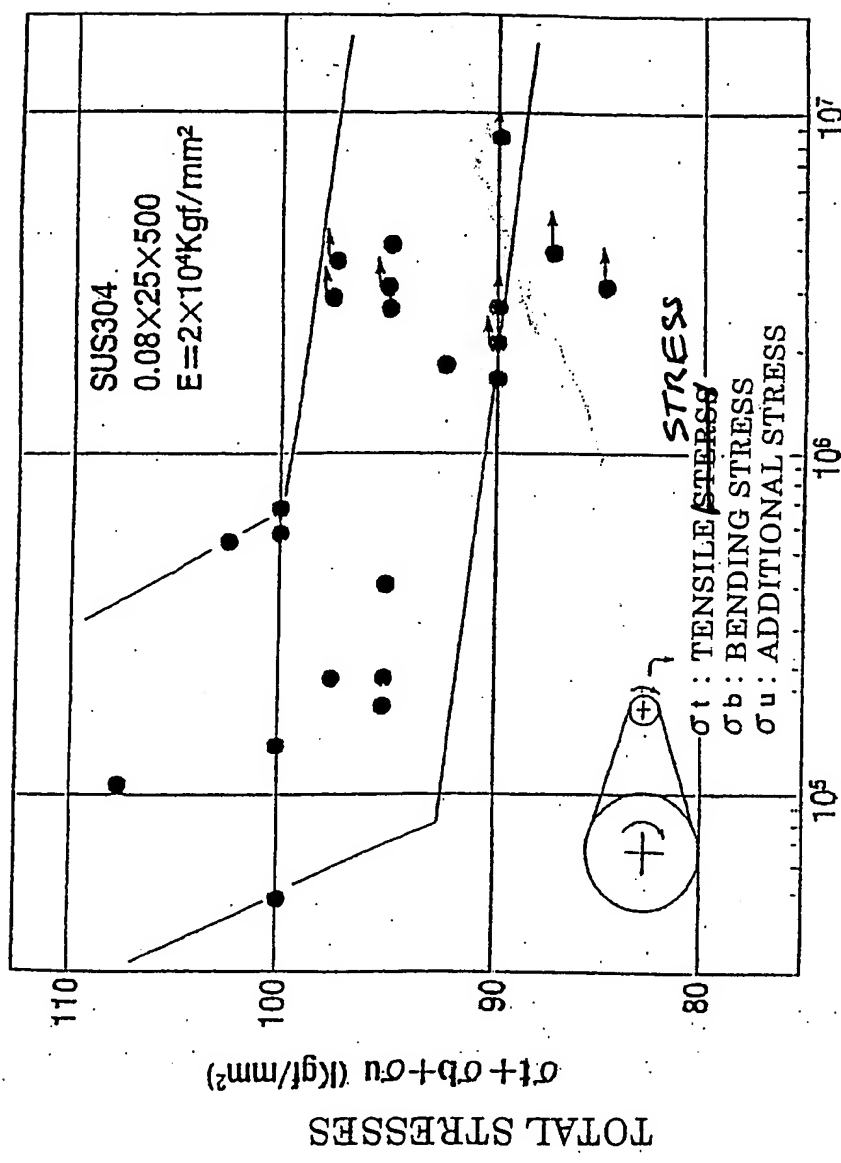 SUS304
0.08×25×500
E=2×10⁴Kgf/mm²
110
100
90
80
TOTAL STRESSES
σt+σb+σu (Kgf/mm²)
10⁵
10⁶
10⁷
STRESS
σt : TENSILE STERSS
σb : BENDING STRESS
σu : ADDITIONAL STRESS